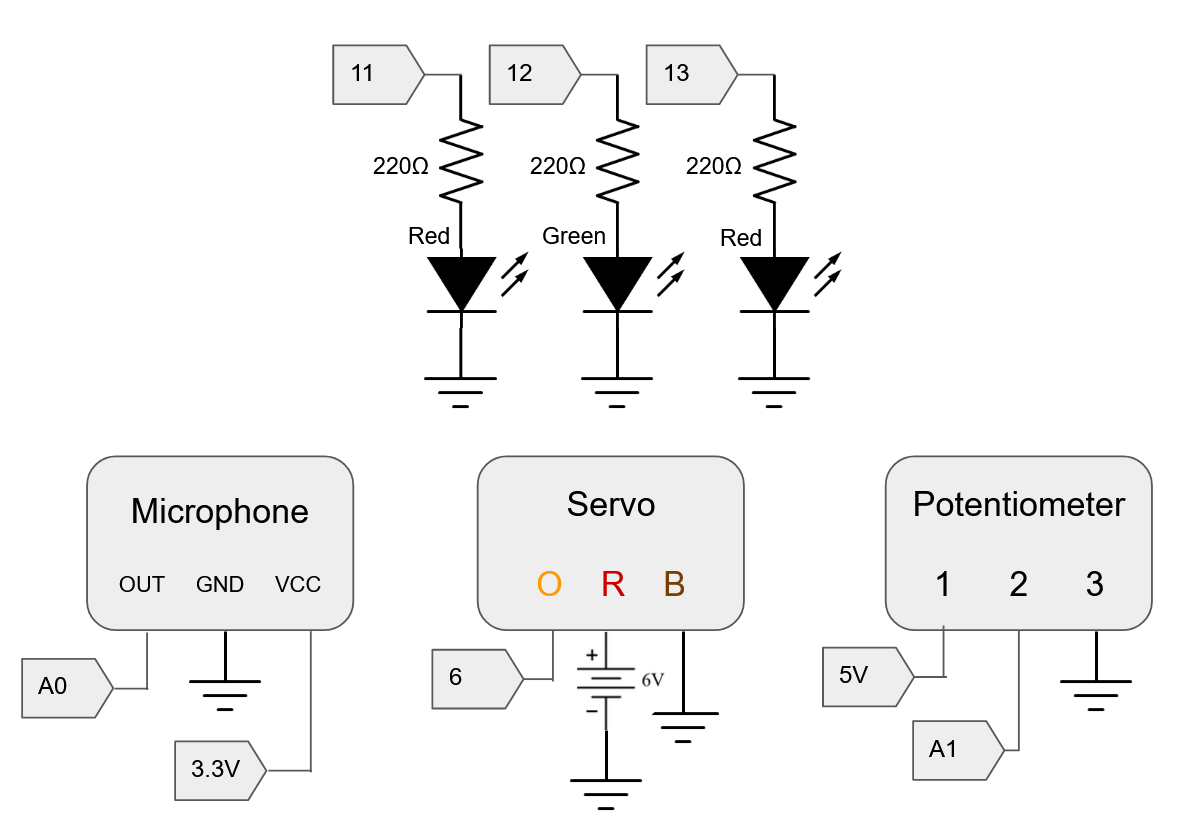 11
12
13
220Ω
220Ω
220Ω
Red
Green
Red
Microphone
OUT GND VCC
A0
3.3V
Servo
O R B
6
+
6V
−
Potentiometer
1 2 3
5V
A1